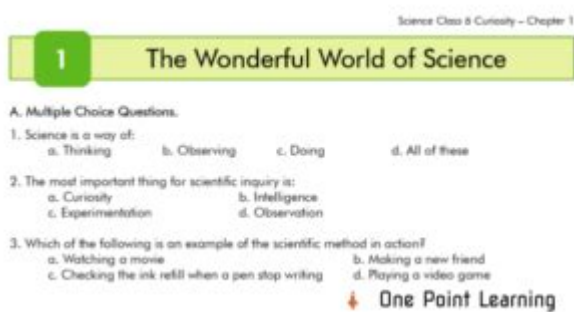 Science Class 6 Curiosity – Chapter 1
1 The Wonderful World of Science
A. Multiple Choice Questions.
1. Science is a way of:
a. Thinking b. Observing c. Doing d. All of these
2. The most important thing for scientific inquiry is:
a. Curiosity b. Intelligence
c. Experimentation d. Observation
3. Which of the following is an example of the scientific method in action?
a. Watching a movie b. Making a new friend
c. Checking the ink refill when a pen stop writing d. Playing a video game
One Point Learning